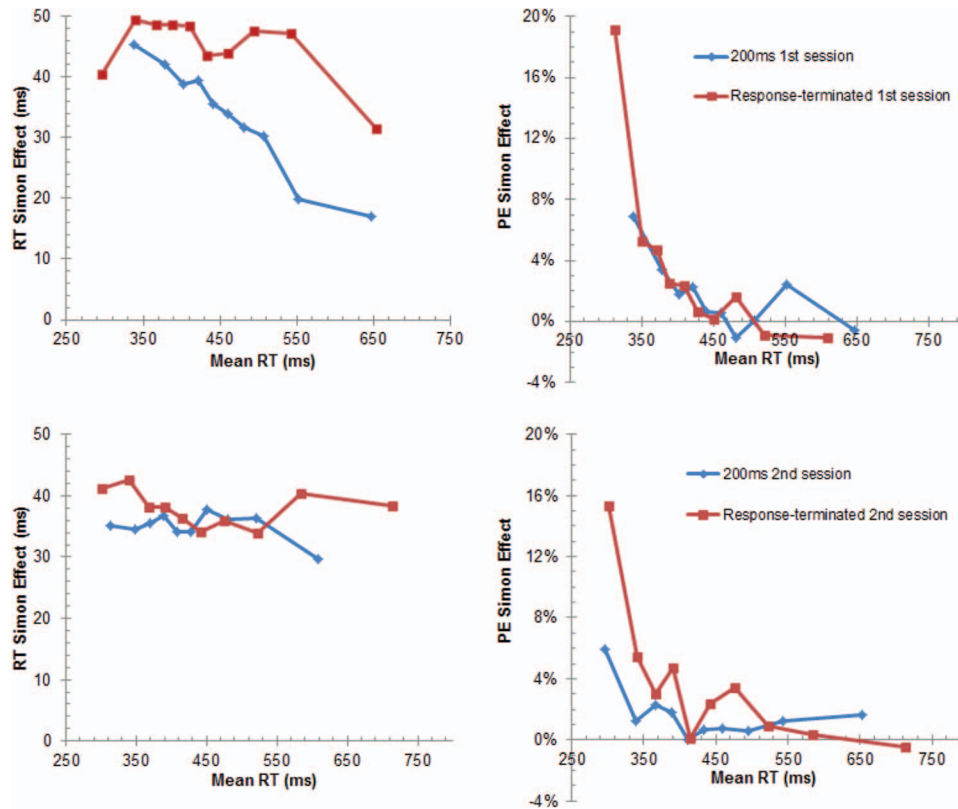 50
40
30
20
10
0
RT Simon Effect (ms)
250 350 450 550 650 750
Mean RT (ms)
20%
16%
12%
8%
4%
0%
-4%
PE Simon Effect
200ms 1st session
Response-terminated 1st session
250 350 450 550 650 750
Mean RT (ms)
50
40
30
20
10
0
RT Simon Effect (ms)
250 350 450 550 650 750
Mean RT (ms)
20%
16%
12%
8%
4%
0%
-4%
PE Simon Effect
200ms 2nd session
Response-terminated 2nd session
250 350 450 550 650 750
Mean RT (ms)